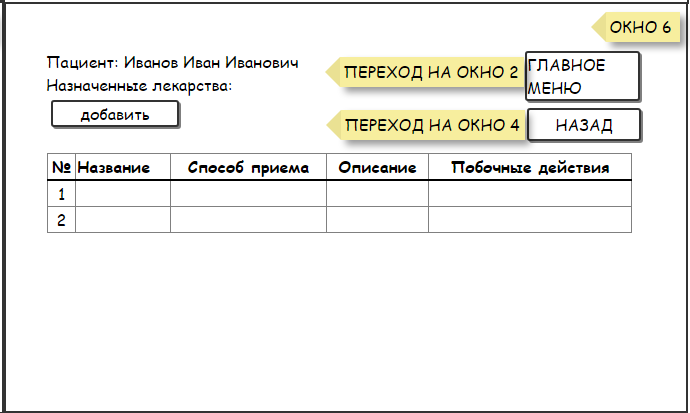 ОКНО 6
Пациент: Иванов Иван Иванович
Назначенные лекарства:
добавить
ПЕРЕХОД НА ОКНО 2
ГЛАВНОЕ
МЕНЮ
ПЕРЕХОД НА ОКНО 4
НАЗАД
№ Название Способ приема Описание Побочные действия
1
2